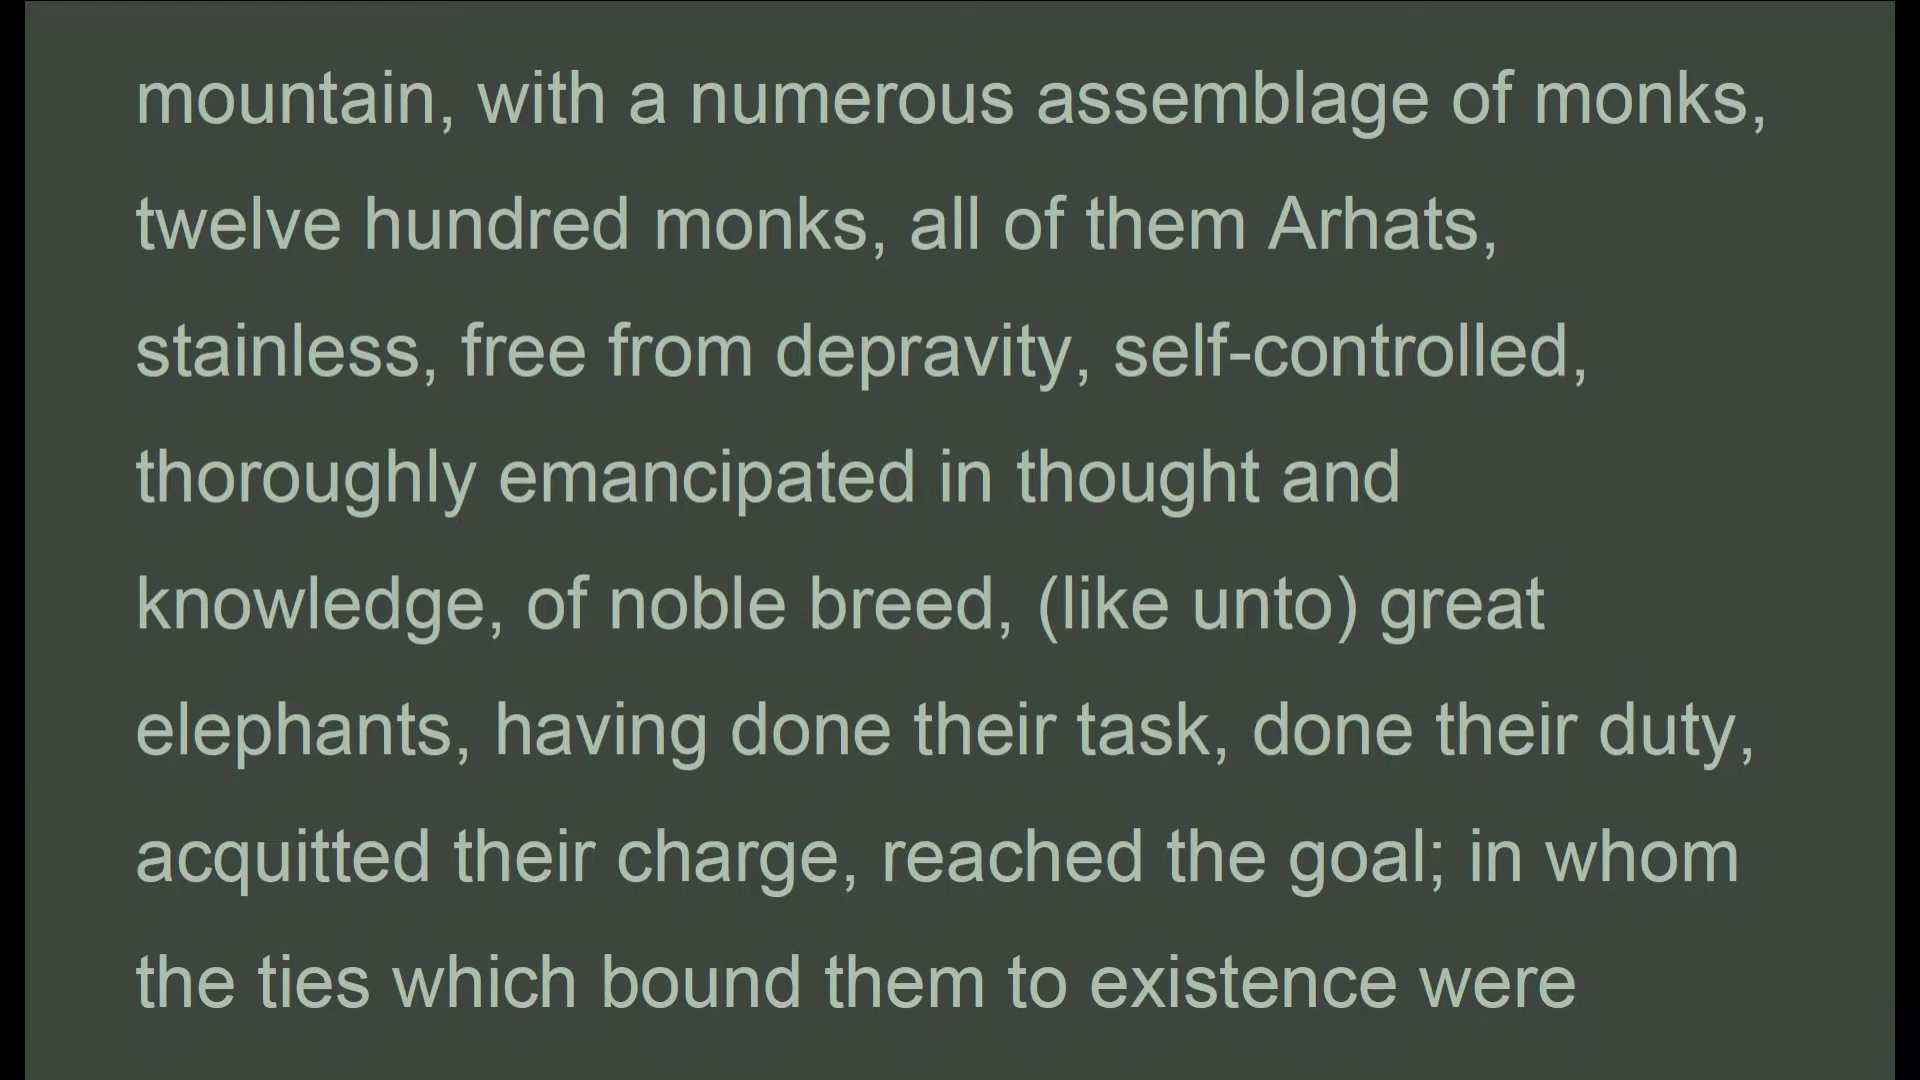 mountain, with a numerous assemblage of monks,
twelve hundred monks, all of them Arhats,
stainless, free from depravity, self-controlled,
thoroughly emancipated in thought and
knowledge, of noble breed, (like unto) great
elephants, having done their task, done their duty,
acquitted their charge, reached the goal; in whom
the ties which bound them to existence were